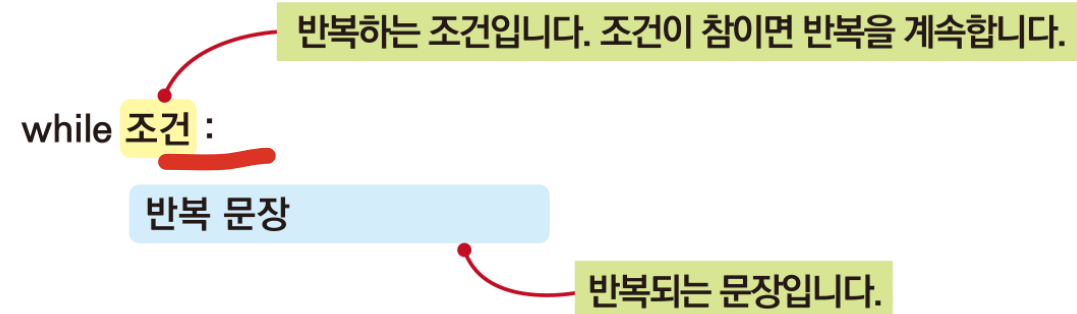 반복하는 조건입니다. 조건이 참이면 반복을 계속합니다.
while 조건 :
반복 문장
반복되는 문장입니다.